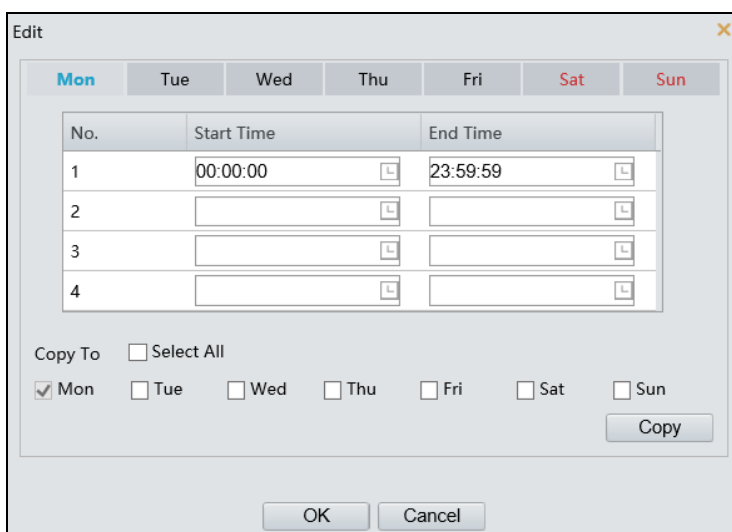 Edit
Mon Tue Wed Thu Fri Sat Sun
No. Start Time End Time
1 00:00:00 23:59:59
2
3
4
Copy To Select All
Mon Tue Wed Thu Fri Sat Sun
Copy
OK Cancel